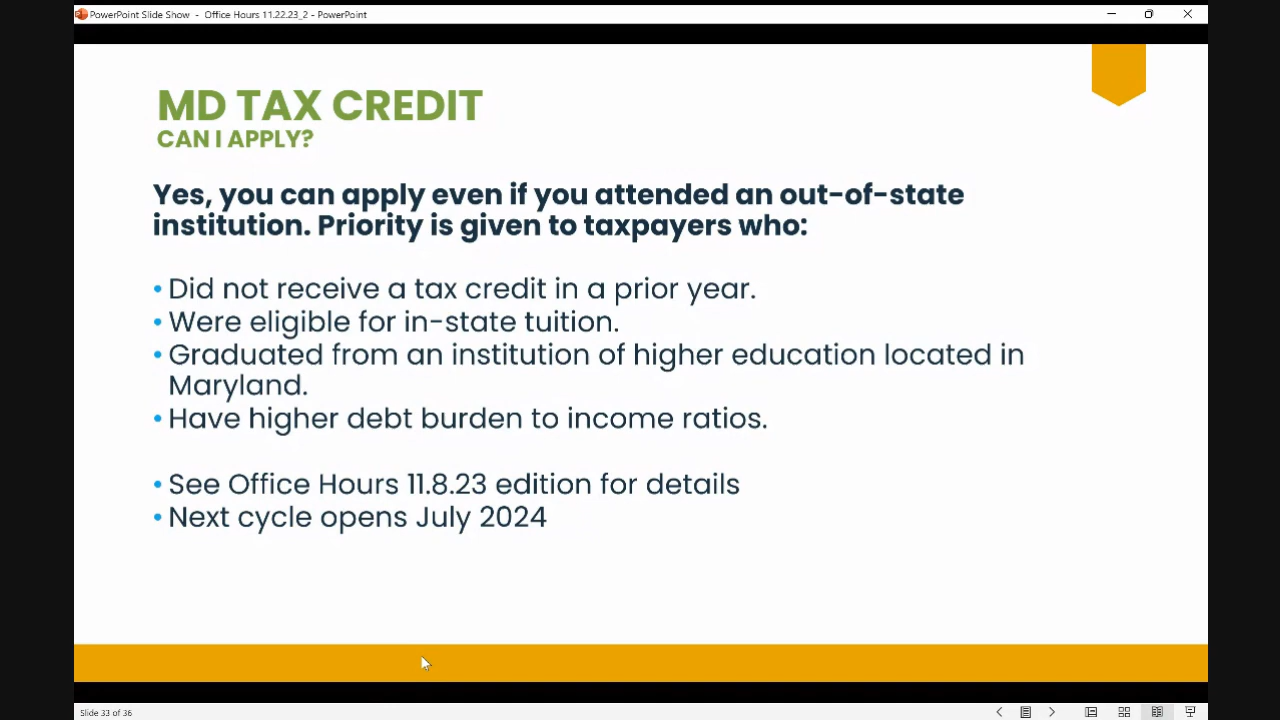 PowerPoint Slide Show - Office Hours 11.22.23_2 - PowerPoint
MD TAX CREDIT
CAN I APPLY?
Yes, you can apply even if you attended an out-of-state
institution. Priority is given to taxpayers who:
• Did not receive a tax credit in a prior year.
• Were eligible for in-state tuition.
• Graduated from an institution of higher education located in
Maryland.
• Have higher debt burden to income ratios.
• See Office Hours 11.8.23 edition for details
• Next cycle opens July 2024
Slide 33 of 36